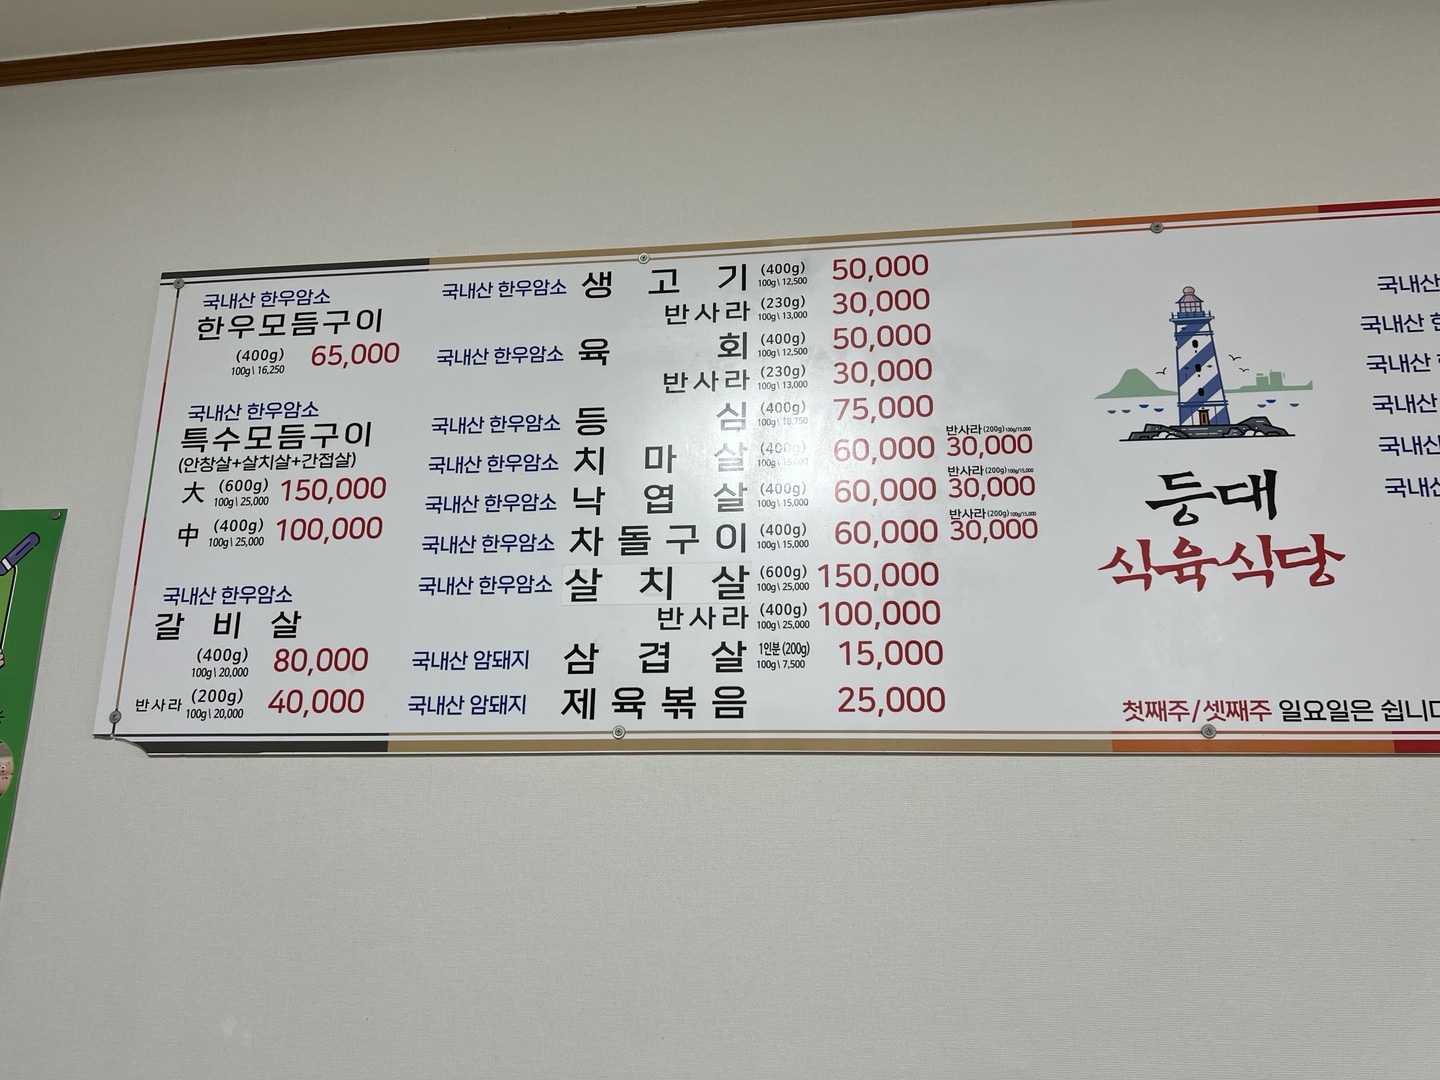 국내산 한우암소
한우모듬구이
(400g) 65,000
100g\ 16,250
국내산 한우암소
특수모듬구이
(안창살+살치살+간접살)
大 (600g) 150,000
100g\ 25,000
中 (400g) 100,000
100g\ 25,000
국내산 한우암소
갈비살
(400g) 80,000
100g\ 20,000
반사라 (200g) 40,000
100g\ 20,000
국내산 한우암소 생고기 (400g) 50,000
100g\ 12,500
반사라 (230g) 30,000
100g\ 13,000
국내산 한우암소 육회 (400g) 50,000
100g\ 12,500
반사라 (230g) 30,000
100g\ 13,000
국내산 한우암소 등심 (400g) 75,000
100g\ 18,750
국내산 한우암소 치마살 (400g) 60,000 반사라 (200g) 100g/15,000 30,000
100g\ 15,000
국내산 한우암소 낙엽살 (400g) 60,000 반사라 (200g) 100g/15,000 30,000
100g\ 15,000
국내산 한우암소 차돌구이 (400g) 60,000 반사라 (200g) 100g/15,000 30,000
100g\ 15,000
국내산 한우암소 살치살 (600g) 150,000
100g\ 25,000
반사라 (400g) 100,000
100g\ 25,000
국내산 암돼지 삼겹살 1인분 (200g) 15,000
100g\ 7,500
국내산 암돼지 제육볶음 25,000
등대
식육식당
첫째주/셋째주 일요일은 쉽니
국내산
국내산
국내산
국내산
국내산
국내산